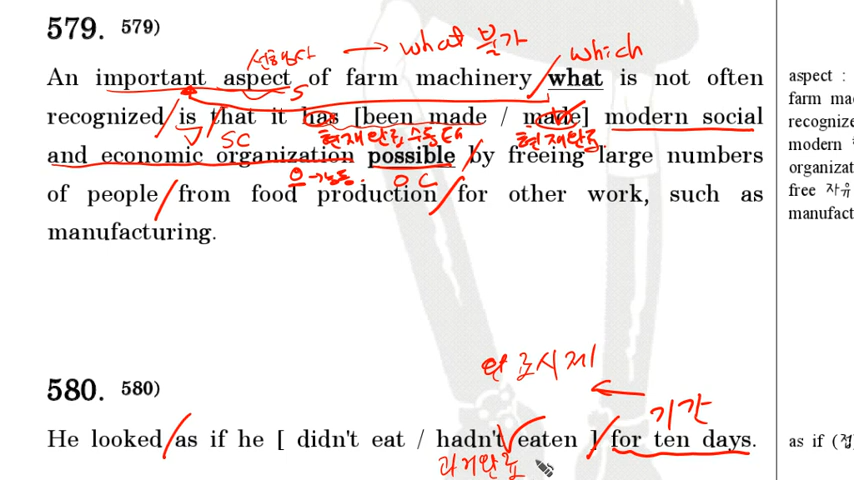 579. 579)
선행사 → what 불가 which
An important aspect of farm machinery / what is not often
S
recognized / is / that it has [been made / made] modern social
V SC 현재완료 수동태 현재완료
and economic organization possible / by freeing large numbers
O → 능동 OC
of people / from food production / for other work, such as
manufacturing.
완료시제
580. 580)
기간
He looked / as if he [ didn't eat / hadn't eaten ] / for ten days.
과거완료
aspect :
farm ma
recognize
modern
organizat
free 자유
manufact
as if (직